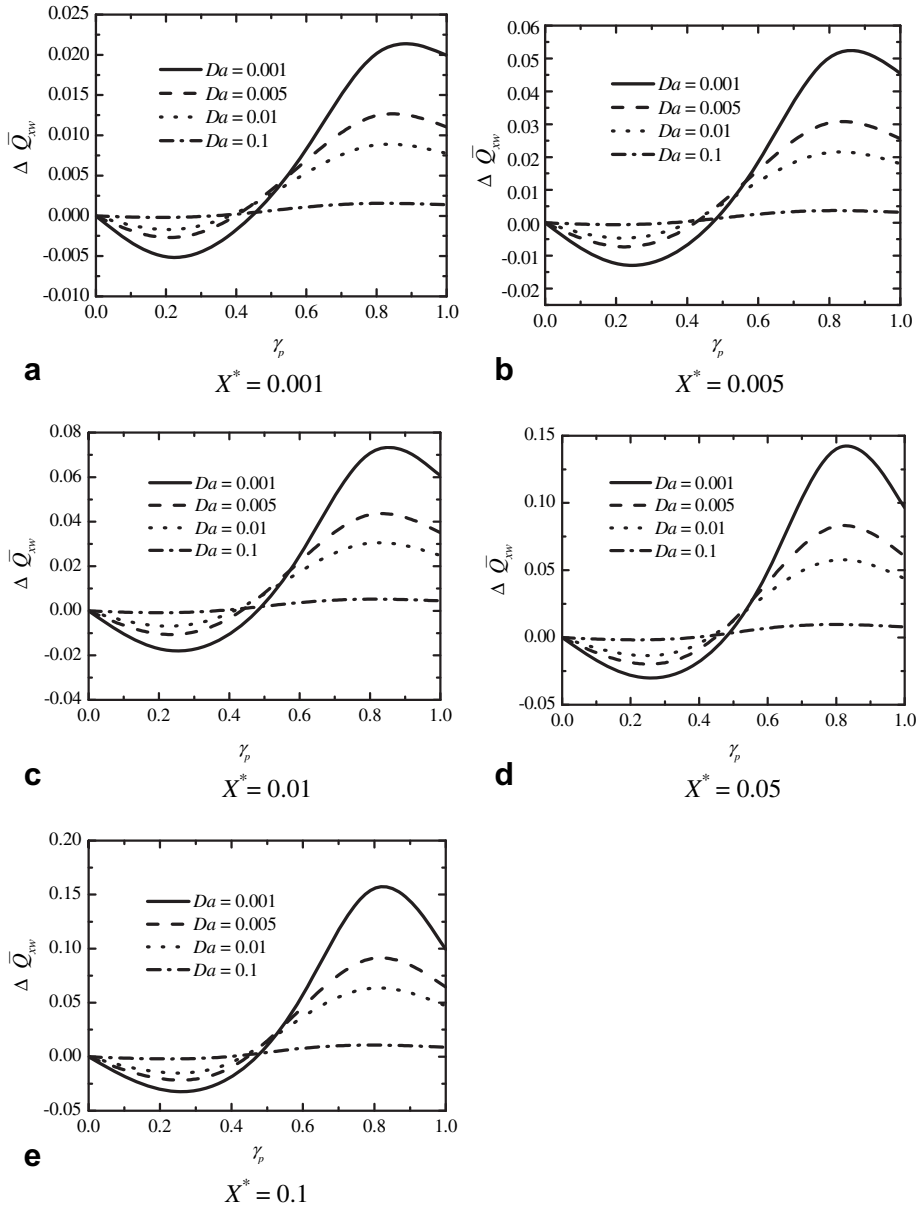 0.025
0.020
0.015
0.010
0.005
0.000
-0.005
-0.010
Δ Q̅xw
Da = 0.001
Da = 0.005
Da = 0.01
Da = 0.1
0.0 0.2 0.4 0.6 0.8 1.0
γp
a
X* = 0.001
0.06
0.05
0.04
0.03
0.02
0.01
0.00
-0.01
-0.02
Δ Q̅xw
Da = 0.001
Da = 0.005
Da = 0.01
Da = 0.1
0.0 0.2 0.4 0.6 0.8 1.0
γp
b
X* = 0.005
0.08
0.06
0.04
0.02
0.00
-0.02
-0.04
Δ Q̅xw
Da = 0.001
Da = 0.005
Da = 0.01
Da = 0.1
0.0 0.2 0.4 0.6 0.8 1.0
γp
c
X* = 0.01
0.15
0.10
0.05
0.00
-0.05
Δ Q̅xw
Da = 0.001
Da = 0.005
Da = 0.01
Da = 0.1
0.0 0.2 0.4 0.6 0.8 1.0
γp
d
X* = 0.05
0.20
0.15
0.10
0.05
0.00
-0.05
Δ Q̅xw
Da = 0.001
Da = 0.005
Da = 0.01
Da = 0.1
0.0 0.2 0.4 0.6 0.8 1.0
γp
e
X* = 0.1